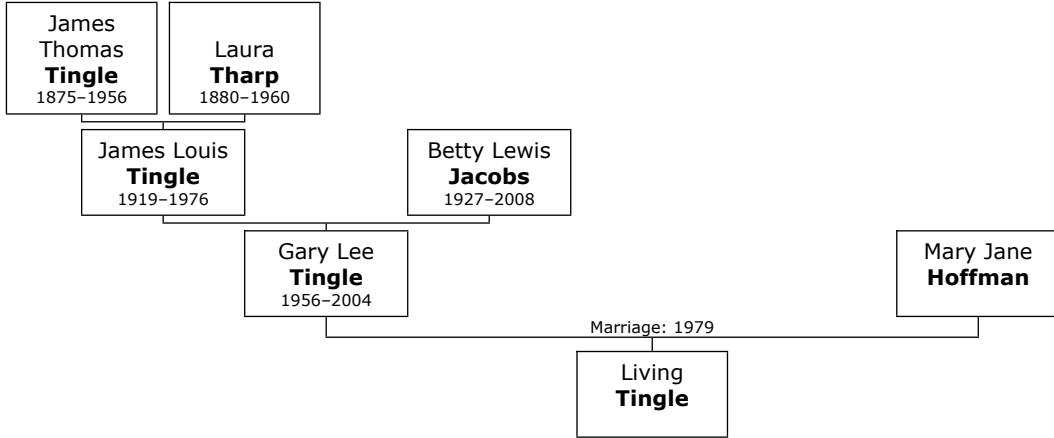 James
Thomas
Tingle
1875–1956
Laura
Tharp
1880–1960
James Louis
Tingle
1919–1976
Betty Lewis
Jacobs
1927–2008
Gary Lee
Tingle
1956–2004
Mary Jane
Hoffman
Marriage: 1979
Living
Tingle